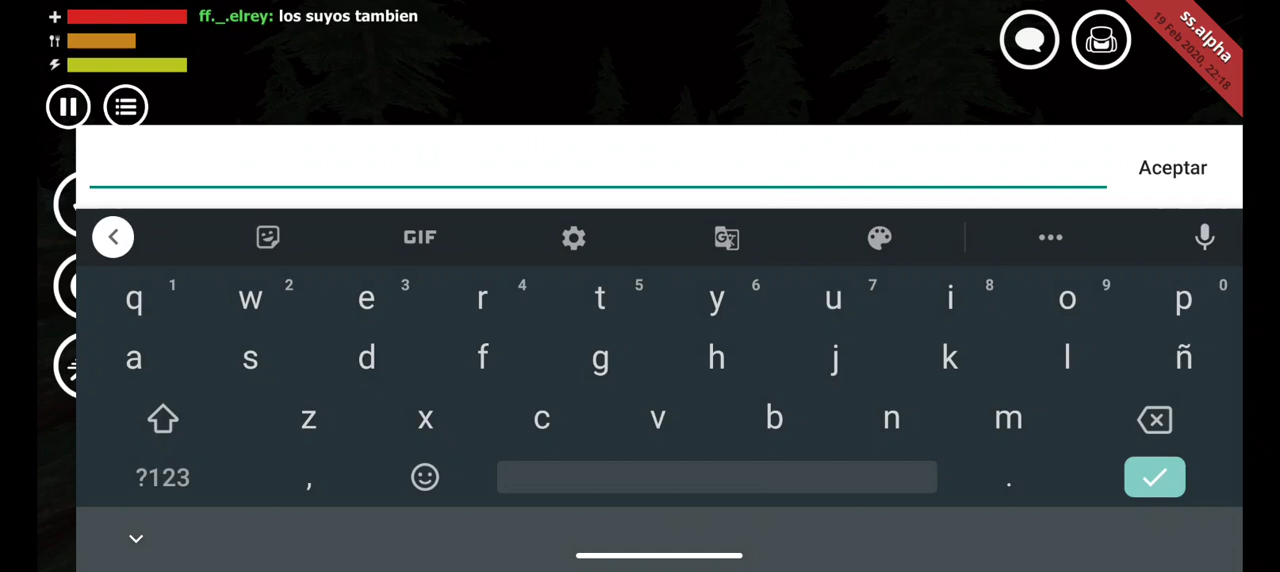 ff._.elrey: los suyos tambien
ss.alpha
19 Feb 2020, 22:18
Aceptar
GIF
q 1 w 2 e 3 r 4 t 5 y 6 u 7 i 8 o 9 p 0
a s d f g h j k l ñ
z x c v b n m
?123 , .